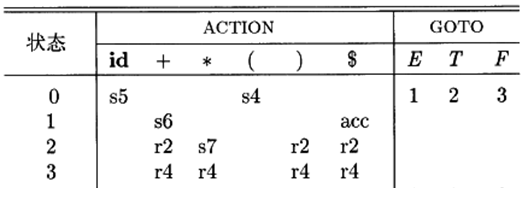 状态 ACTION GOTO
id + * ( ) $ E T F
0 s5 s4 1 2 3
1 s6 acc
2 r2 s7 r2 r2
3 r4 r4 r4 r4